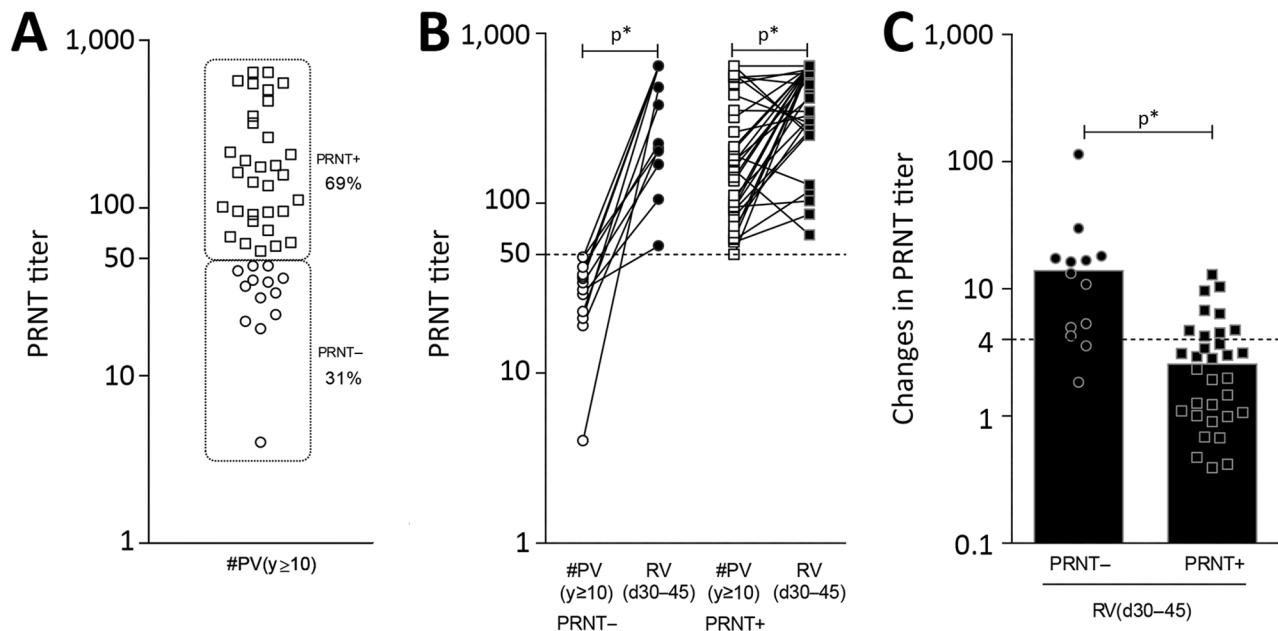 A
1,000
100
50
10
1
PRNT titer
PRNT+
69%
PRNT–
31%
#PV(y≥10)
B
1,000
100
50
10
1
PRNT titer
p*
p*
#PV
(y≥10)
RV
(d30–45)
#PV
(y≥10)
RV
(d30–45)
PRNT–
PRNT+
C
1,000
100
10
4
1
0.1
Changes in PRNT titer
p*
PRNT–
PRNT+
RV(d30–45)